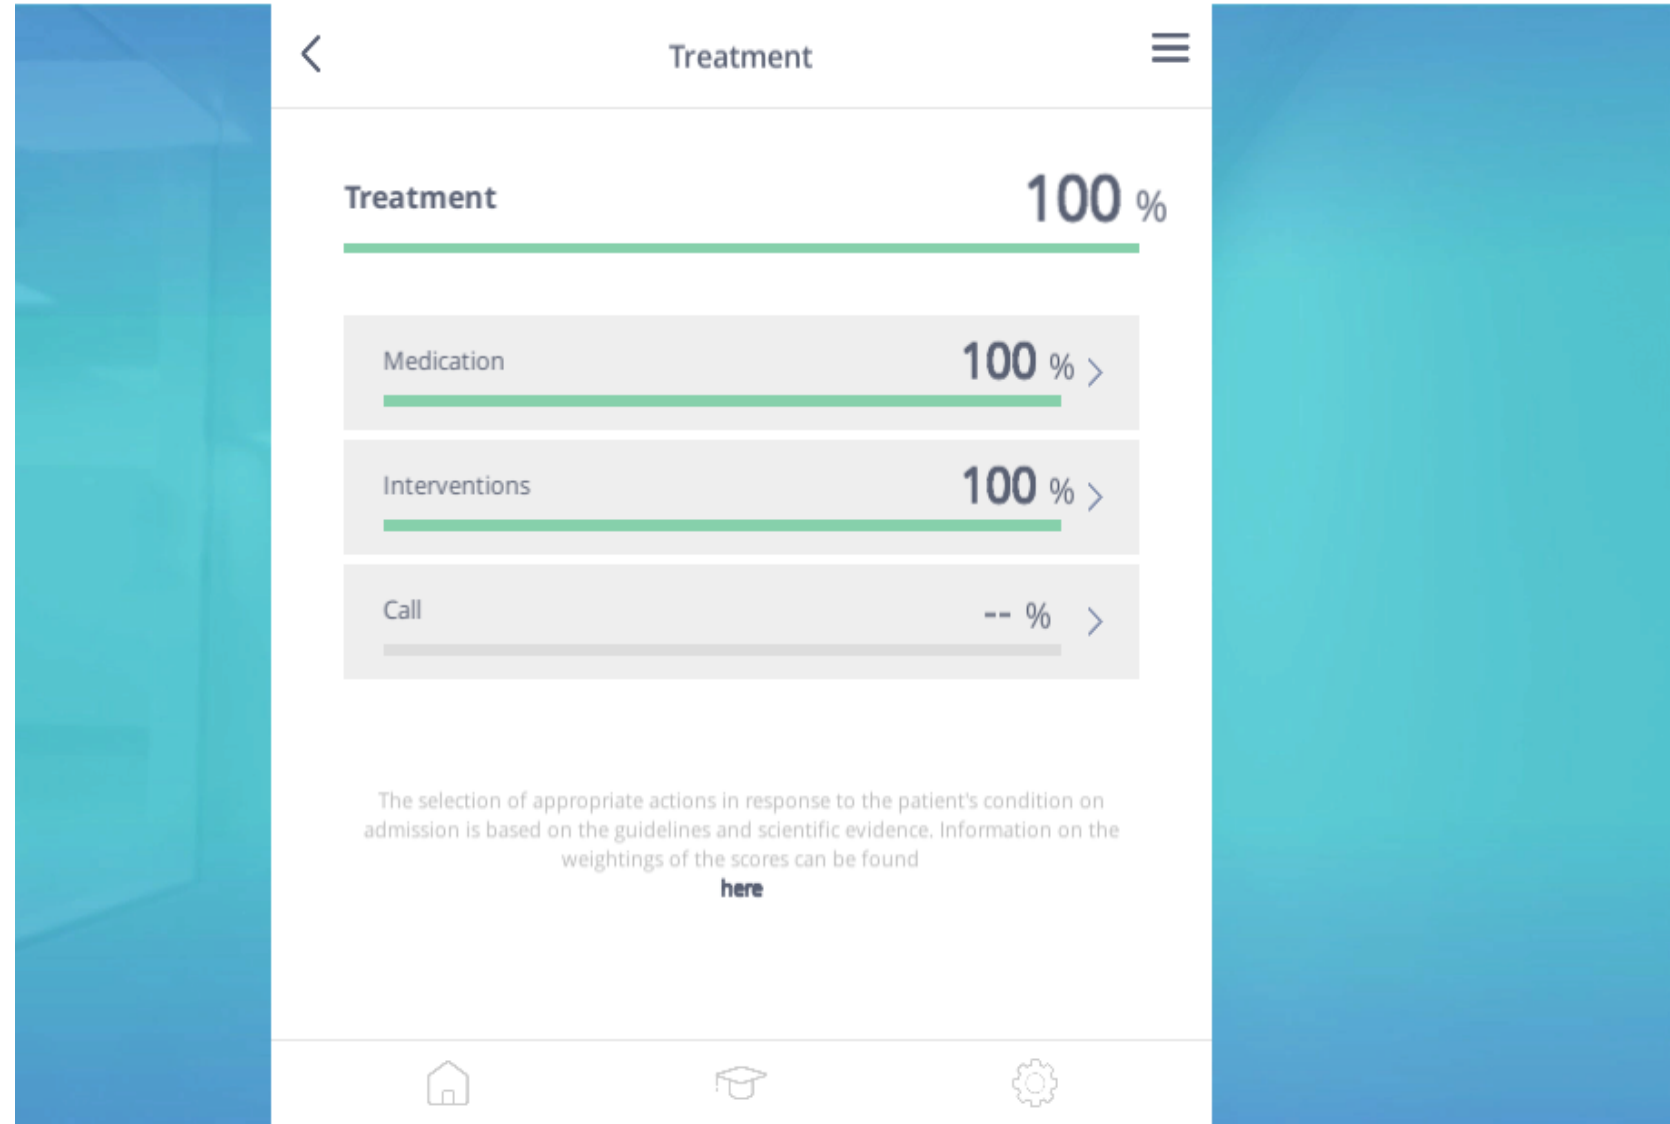 Treatment
Treatment 100 %
Medication 100 %
Interventions 100 %
Call -- %
The selection of appropriate actions in response to the patient's condition on
admission is based on the guidelines and scientific evidence. Information on the
weightings of the scores can be found
here